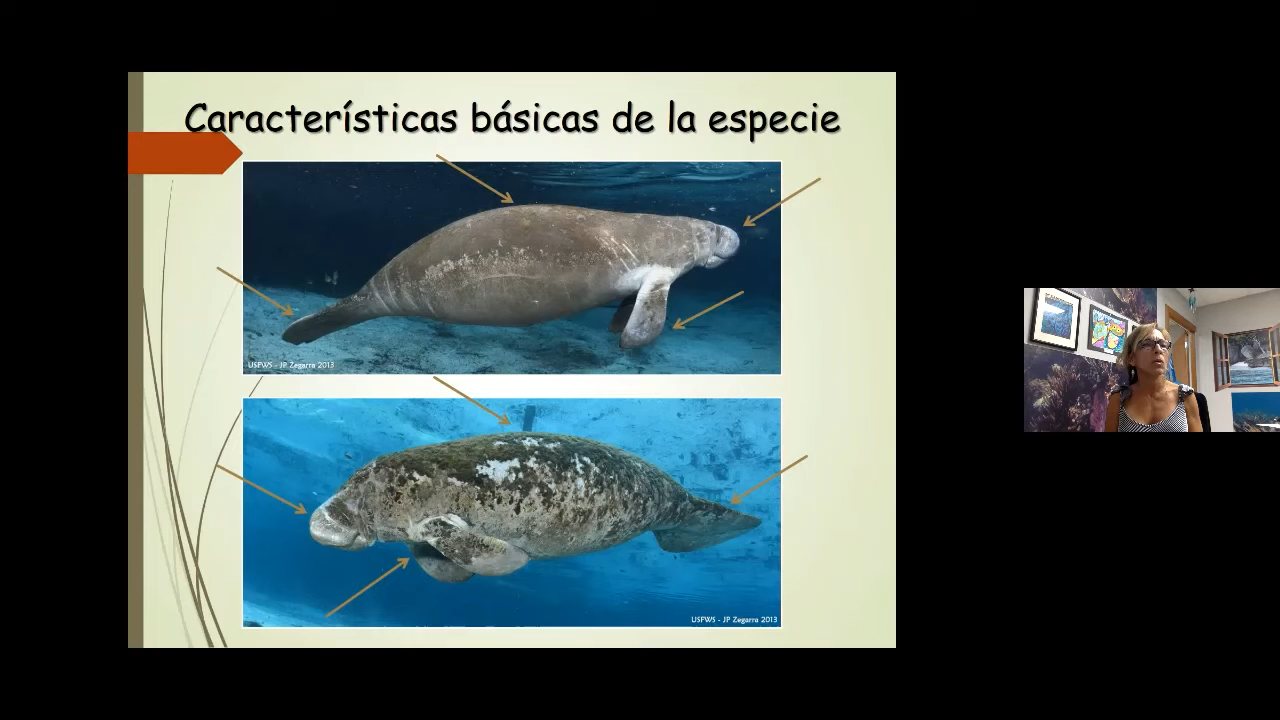 Características básicas de la especie
USFWS - JP Zegarra 2013
USFWS - JP Zegarra 2013